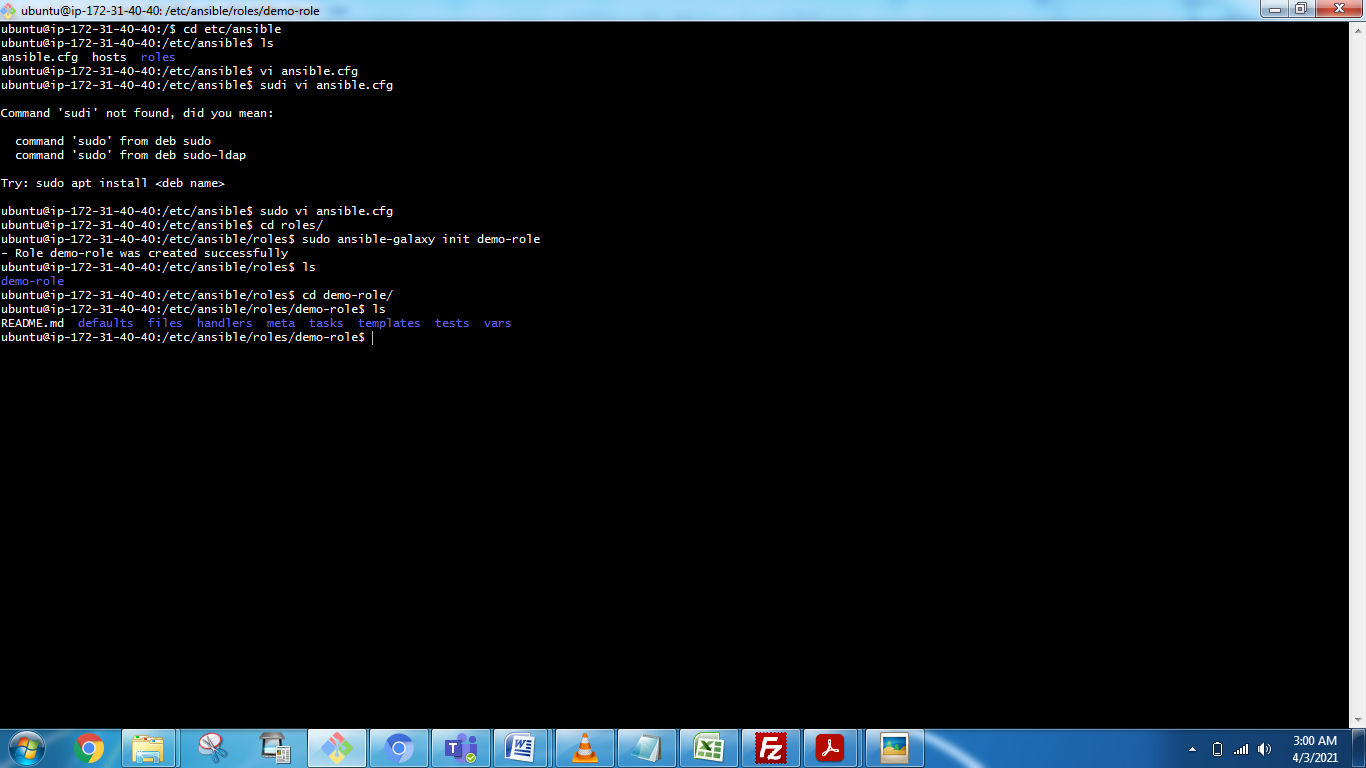 ubuntu@ip-172-31-40-40: /etc/ansible/roles/demo-role
ubuntu@ip-172-31-40-40:/$ cd etc/ansible
ubuntu@ip-172-31-40-40:/etc/ansible$ ls
ansible.cfg  hosts  roles
ubuntu@ip-172-31-40-40:/etc/ansible$ vi ansible.cfg
ubuntu@ip-172-31-40-40:/etc/ansible$ sudi vi ansible.cfg
Command 'sudi' not found, did you mean:
  command 'sudo' from deb sudo
  command 'sudo' from deb sudo-ldap
Try: sudo apt install <deb name>
ubuntu@ip-172-31-40-40:/etc/ansible$ sudo vi ansible.cfg
ubuntu@ip-172-31-40-40:/etc/ansible$ cd roles/
ubuntu@ip-172-31-40-40:/etc/ansible/roles$ sudo ansible-galaxy init demo-role
- Role demo-role was created successfully
ubuntu@ip-172-31-40-40:/etc/ansible/roles$ ls
demo-role
ubuntu@ip-172-31-40-40:/etc/ansible/roles$ cd demo-role/
ubuntu@ip-172-31-40-40:/etc/ansible/roles/demo-role$ ls
README.md  defaults  files  handlers  meta  tasks  templates  tests  vars
ubuntu@ip-172-31-40-40:/etc/ansible/roles/demo-role$
3:00 AM
4/3/2021